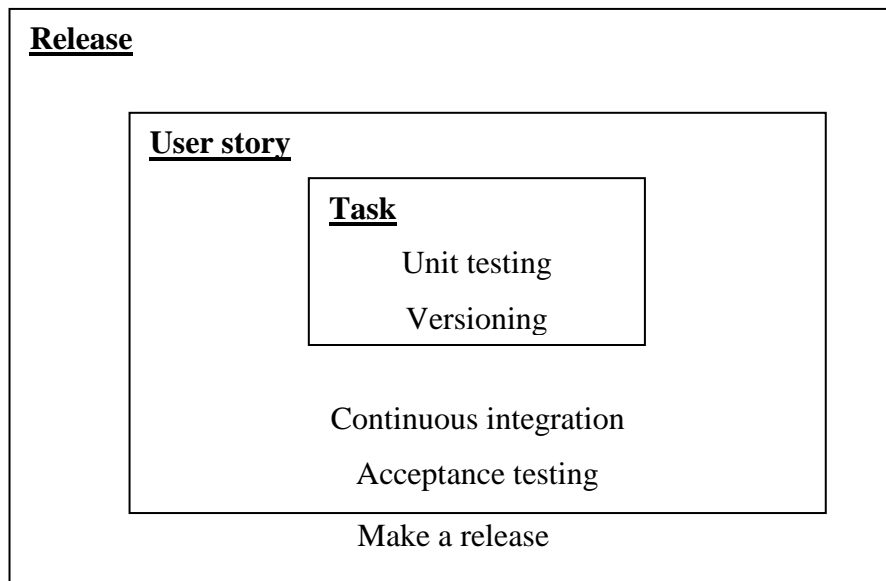 Release
User story
Task
Unit testing
Versioning
Continuous integration
Acceptance testing
Make a release